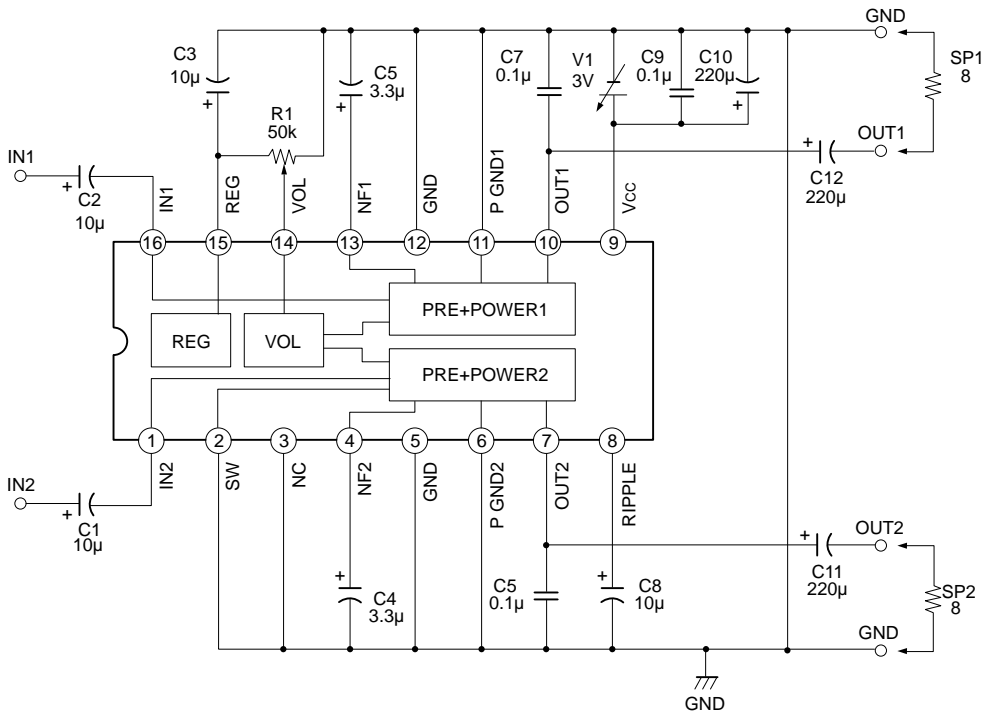 GND
C3
10µ
C5
3.3µ
C7
0.1µ
V1
3V
C9
0.1µ
C10
220µ
SP1
8
R1
50k
IN1
+
C2
10µ
+
+
+
+
C12
220µ
OUT1
IN1
REG
VOL
NF1
GND
P GND1
OUT1
VCC
16
15
14
13
12
11
10
9
PRE+POWER1
REG
VOL
PRE+POWER2
1
2
3
4
5
6
7
8
IN2
SW
NC
NF2
GND
P GND2
OUT2
RIPPLE
IN2
+
C1
10µ
+
C4
3.3µ
C5
0.1µ
+
C8
10µ
+
C11
220µ
OUT2
SP2
8
GND
GND